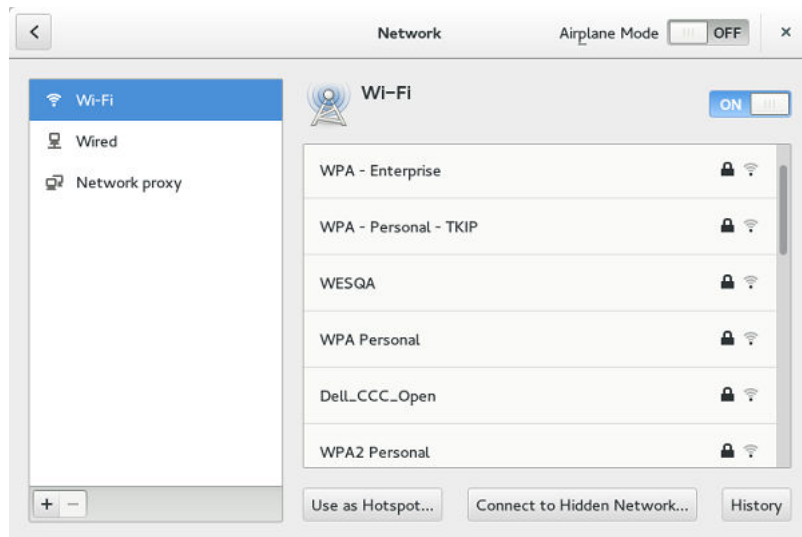 Network
Airplane Mode OFF
Wi-Fi
Wired
Network proxy
Wi-Fi
ON
WPA - Enterprise
WPA - Personal - TKIP
WESQA
WPA Personal
Dell_CCC_Open
WPA2 Personal
Use as Hotspot...
Connect to Hidden Network...
History